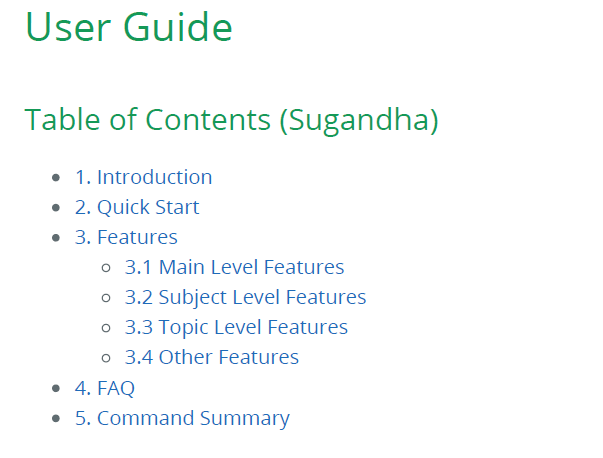 User Guide
Table of Contents (Sugandha)
1. Introduction
2. Quick Start
3. Features
3.1 Main Level Features
3.2 Subject Level Features
3.3 Topic Level Features
3.4 Other Features
4. FAQ
5. Command Summary